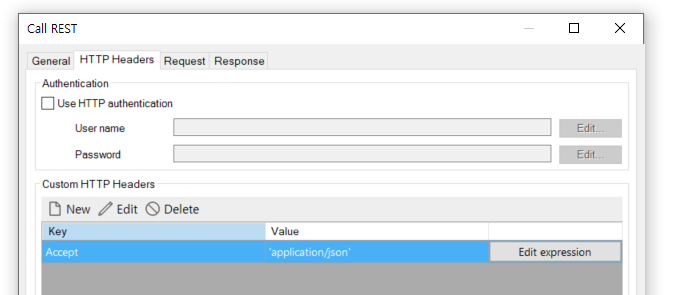 Call REST
General HTTP Headers Request Response
Authentication
Use HTTP authentication
User name Edit...
Password Edit...
Custom HTTP Headers
New Edit Delete
Key Value
Accept 'application/json' Edit expression